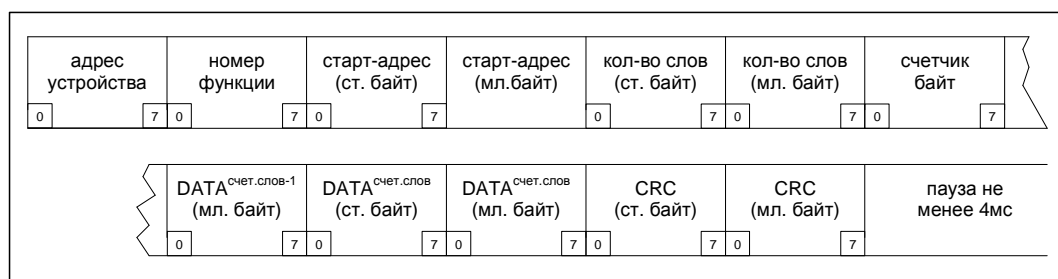 адрес устройства номер функции старт-адрес (ст. байт) старт-адрес (мл.байт) кол-во слов (ст. байт) кол-во слов (мл. байт) счетчик байт
0 7 0 7 0 7 0 7 0 7 0 7
DATAсчет.слов-1 (мл. байт) DATAсчет.слов (ст. байт) DATAсчет.слов (мл. байт) CRC (ст. байт) CRC (мл. байт) пауза не менее 4мс
0 7 0 7 0 7 0 7 0 7